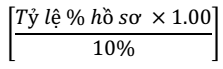 [Tỷ lệ % hồ sơ × 1.00 / 10%]